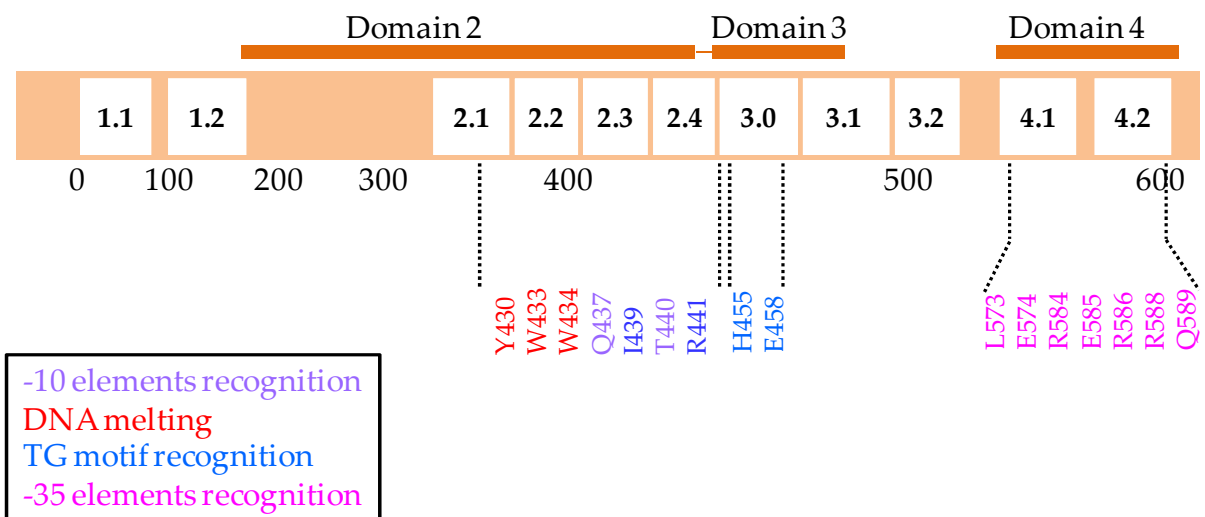 Domain 2 Domain 3 Domain 4
1.1 1.2 2.1 2.2 2.3 2.4 3.0 3.1 3.2 4.1 4.2
0 100 200 300 400 500 600
Y430
W433
W434
Q437
I439
T440
R441
H455
E458
L573
E574
R584
E585
R586
R588
Q589
-10 elements recognition
DNA melting
TG motif recognition
-35 elements recognition